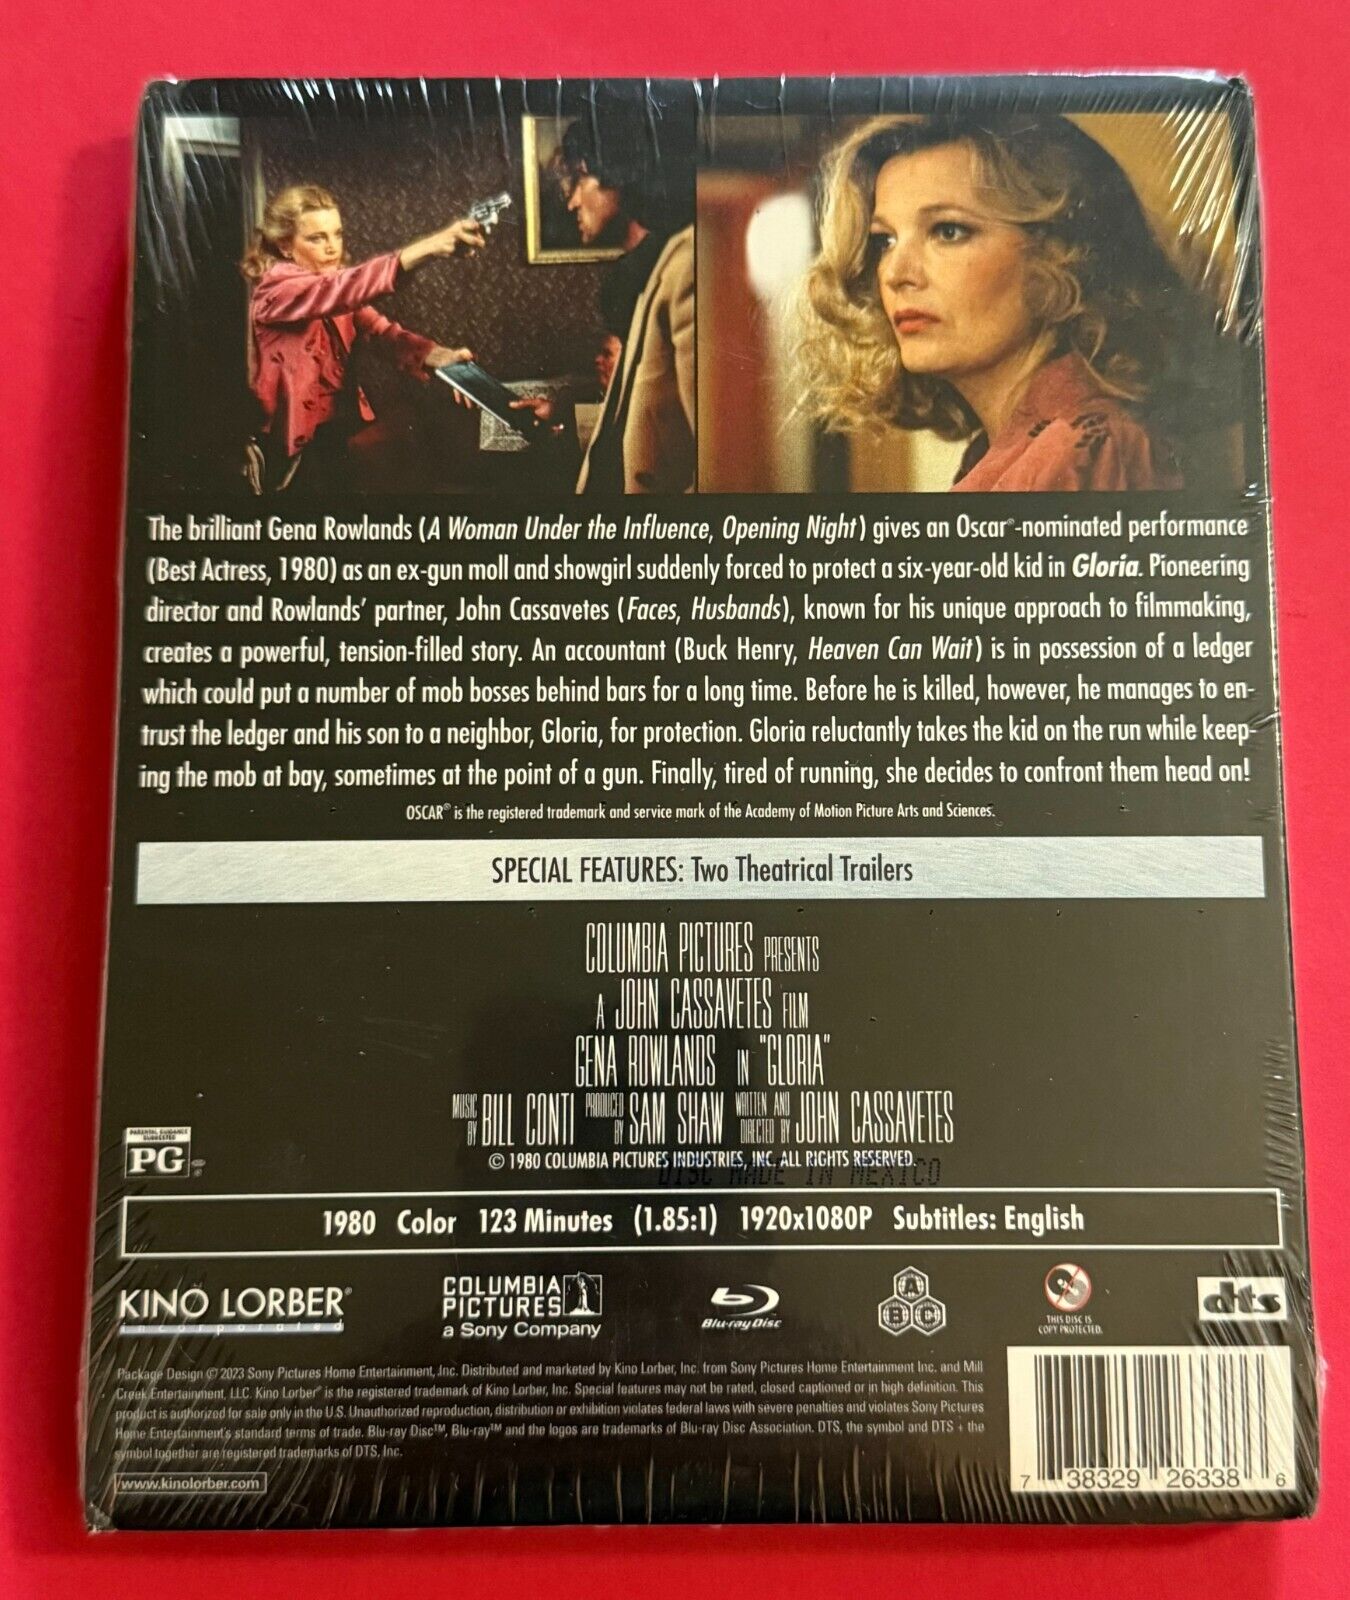 The brilliant Gena Rowlands (A Woman Under the Influence, Opening Night) gives an Oscar®-nominated performance
(Best Actress, 1980) as an ex-gun moll and showgirl suddenly forced to protect a six-year-old kid in Gloria. Pioneering
director and Rowlands' partner, John Cassavetes (Faces, Husbands), known for his unique approach to filmmaking,
creates a powerful, tension-filled story. An accountant (Buck Henry, Heaven Can Wait) is in possession of a ledger
which could put a number of mob bosses behind bars for a long time. Before he is killed, however, he manages to en-
trust the ledger and his son to a neighbor, Gloria, for protection. Gloria reluctantly takes the kid on the run while keep-
ing the mob at bay, sometimes at the point of a gun. Finally, tired of running, she decides to confront them head on!
OSCAR® is the registered trademark and service mark of the Academy of Motion Picture Arts and Sciences.
SPECIAL FEATURES: Two Theatrical Trailers
COLUMBIA PICTURES PRESENTS
A JOHN CASSAVETES FILM
GENA ROWLANDS IN "GLORIA"
MUSIC BY BILL CONTI PRODUCED BY SAM SHAW WRITTEN AND DIRECTED BY JOHN CASSAVETES
© 1980 COLUMBIA PICTURES INDUSTRIES, INC. ALL RIGHTS RESERVED.
DISC MADE IN MEXICO
PARENTAL GUIDANCE
SUGGESTED
PG
1980 Color 123 Minutes (1.85:1) 1920x1080P Subtitles: English
KINO LORBER®
incorporated
COLUMBIA
PICTURES
a Sony Company
Blu-ray Disc
A
B C
THIS DISC IS
COPY PROTECTED.
dts
Package Design © 2023 Sony Pictures Home Entertainment, Inc. Distributed and marketed by Kino Lorber, Inc. from Sony Pictures Home Entertainment Inc. and Mill
Creek Entertainment, LLC. Kino Lorber® is the registered trademark of Kino Lorber, Inc. Special features may not be rated, closed captioned or in high definition. This
product is authorized for sale only in the U.S. Unauthorized reproduction, distribution or exhibition violates federal laws with severe penalties and violates Sony Pictures
Home Entertainment's standard terms of trade. Blu-ray Disc™, Blu-ray™ and the logos are trademarks of Blu-ray Disc Association. DTS, the symbol and DTS + the
symbol together are registered trademarks of DTS, Inc.
www.kinolorber.com
7 38329 26338 6